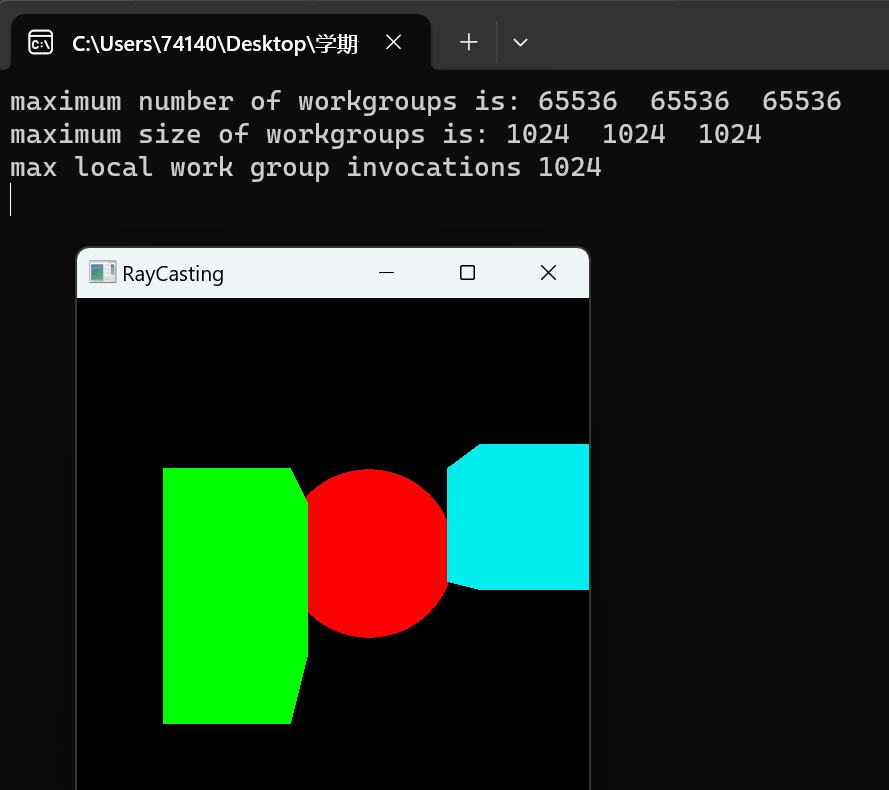 C:\Users\74140\Desktop\学期
maximum number of workgroups is: 65536  65536  65536
maximum size of workgroups is: 1024  1024  1024
max local work group invocations 1024
RayCasting